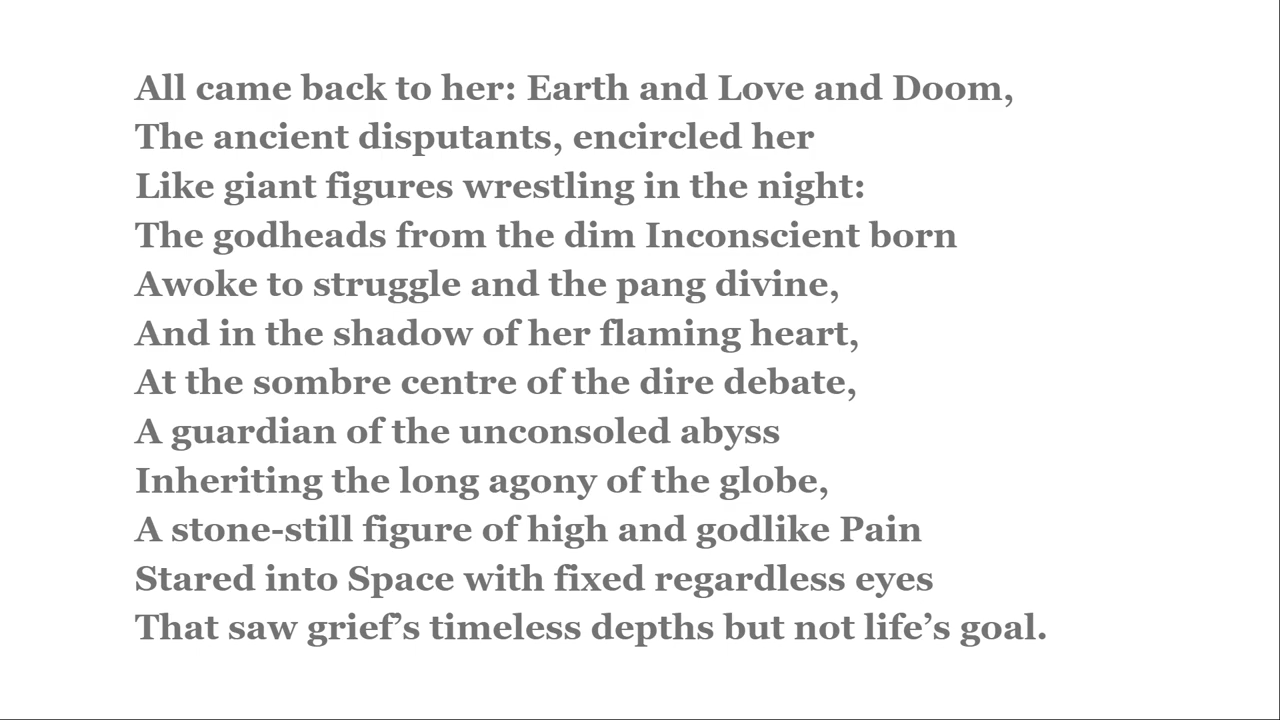 All came back to her: Earth and Love and Doom,
The ancient disputants, encircled her
Like giant figures wrestling in the night:
The godheads from the dim Inconscient born
Awoke to struggle and the pang divine,
And in the shadow of her flaming heart,
At the sombre centre of the dire debate,
A guardian of the unconsoled abyss
Inheriting the long agony of the globe,
A stone-still figure of high and godlike Pain
Stared into Space with fixed regardless eyes
That saw grief’s timeless depths but not life’s goal.